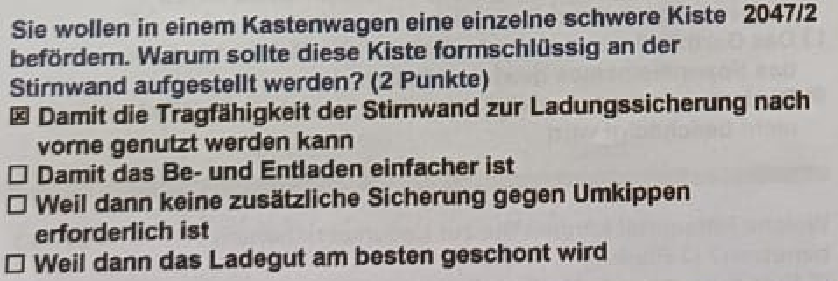 Sie wollen in einem Kastenwagen eine einzelne schwere Kiste 2047/2
befördern. Warum sollte diese Kiste formschlüssig an der
Stirnwand aufgestellt werden? (2 Punkte)
☒ Damit die Tragfähigkeit der Stirnwand zur Ladungssicherung nach
vorne genutzt werden kann
☐ Damit das Be- und Entladen einfacher ist
☐ Weil dann keine zusätzliche Sicherung gegen Umkippen
erforderlich ist
☐ Weil dann das Ladegut am besten geschont wird